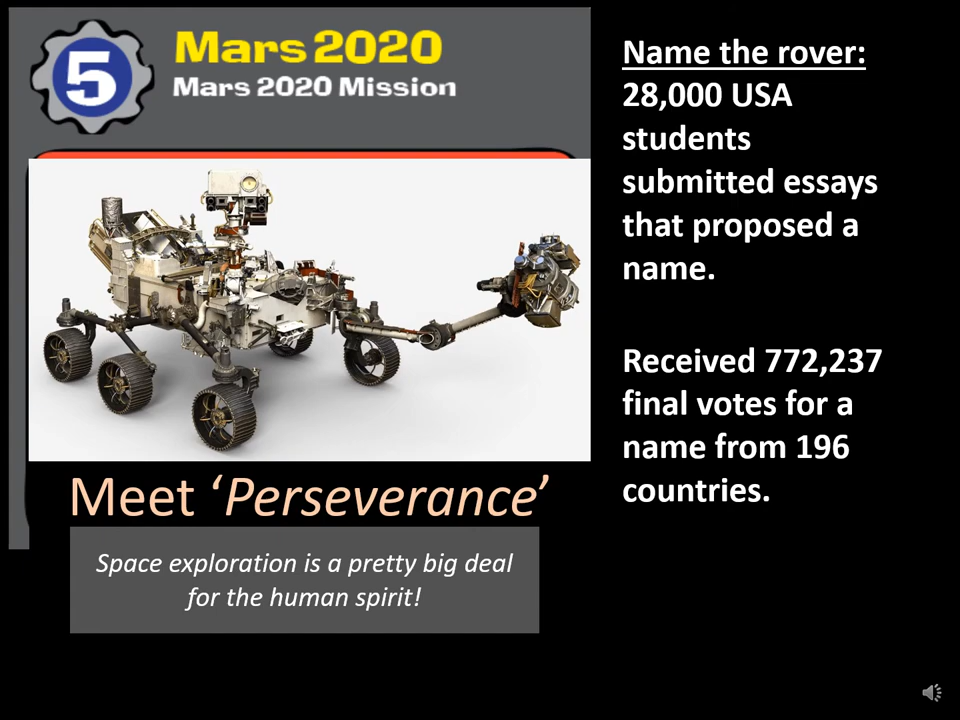 5
Mars 2020
Mars 2020 Mission
Meet ‘Perseverance’
Space exploration is a pretty big deal
for the human spirit!
Name the rover:
28,000 USA
students
submitted essays
that proposed a
name.
Received 772,237
final votes for a
name from 196
countries.